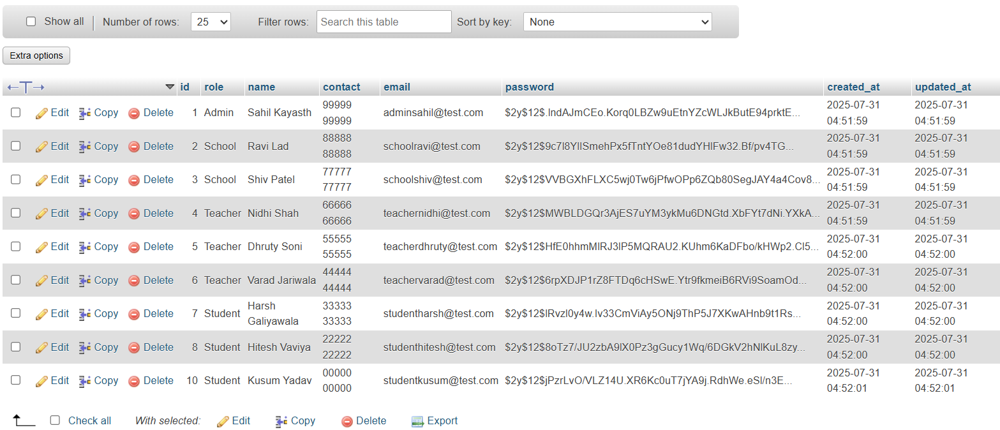 Show all Number of rows: 25 Filter rows: Search this table Sort by key: None
Extra options
id role name contact email password created_at updated_at
Edit Copy Delete 1 Admin Sahil Kayasth 99999 99999 adminsahil@test.com $2y$12$.IndAJmCEo.Korq0LBZw9uEtnYZcWLJkButE94prktE... 2025-07-31 04:51:59 2025-07-31 04:51:59
Edit Copy Delete 2 School Ravi Lad 88888 88888 schoolravi@test.com $2y$12$9c7l8YIlSmehPx5fTntYOe81dudYHlFw32.Bf/pv4TG... 2025-07-31 04:51:59 2025-07-31 04:51:59
Edit Copy Delete 3 School Shiv Patel 77777 77777 schoolshiv@test.com $2y$12$VVBGXhFLXC5wj0Tw6jPfwOPp6ZQb80SegJAY4a4Cov8... 2025-07-31 04:51:59 2025-07-31 04:51:59
Edit Copy Delete 4 Teacher Nidhi Shah 66666 66666 teachernidhi@test.com $2y$12$MWBLDGQr3AjES7uYM3ykMu6DNGtd.XbFYt7dNi.YXkA... 2025-07-31 04:51:59 2025-07-31 04:51:59
Edit Copy Delete 5 Teacher Dhruty Soni 55555 55555 teacherdhruty@test.com $2y$12$HfE0hhmMlRJ3lP5MQRAU2.KUhm6KaDFbo/kHWp2.Cl5... 2025-07-31 04:52:00 2025-07-31 04:52:00
Edit Copy Delete 6 Teacher Varad Jariwala 44444 44444 teachervarad@test.com $2y$12$6rpXDJP1rZ8FTDq6cHSwE.Ytr9fkmeiB6RVi9SoamOd... 2025-07-31 04:52:00 2025-07-31 04:52:00
Edit Copy Delete 7 Student Harsh Galiyawala 33333 33333 studentharsh@test.com $2y$12$lRvzl0y4w.lv33CmViAy5ONj9ThP5J7XKwAHnb9t1Rs... 2025-07-31 04:52:00 2025-07-31 04:52:00
Edit Copy Delete 8 Student Hitesh Vaviya 22222 22222 studenthitesh@test.com $2y$12$8oTz7/JU2zbA9lX0Pz3gGucy1Wq/6DGkV2hNlKuL8zy... 2025-07-31 04:52:00 2025-07-31 04:52:00
Edit Copy Delete 10 Student Kusum Yadav 00000 00000 studentkusum@test.com $2y$12$jPzrLvO/VLZ14U.XR6Kc0uT7jYA9j.RdhWe.eSl/n3E... 2025-07-31 04:52:01 2025-07-31 04:52:01
Check all With selected: Edit Copy Delete Export